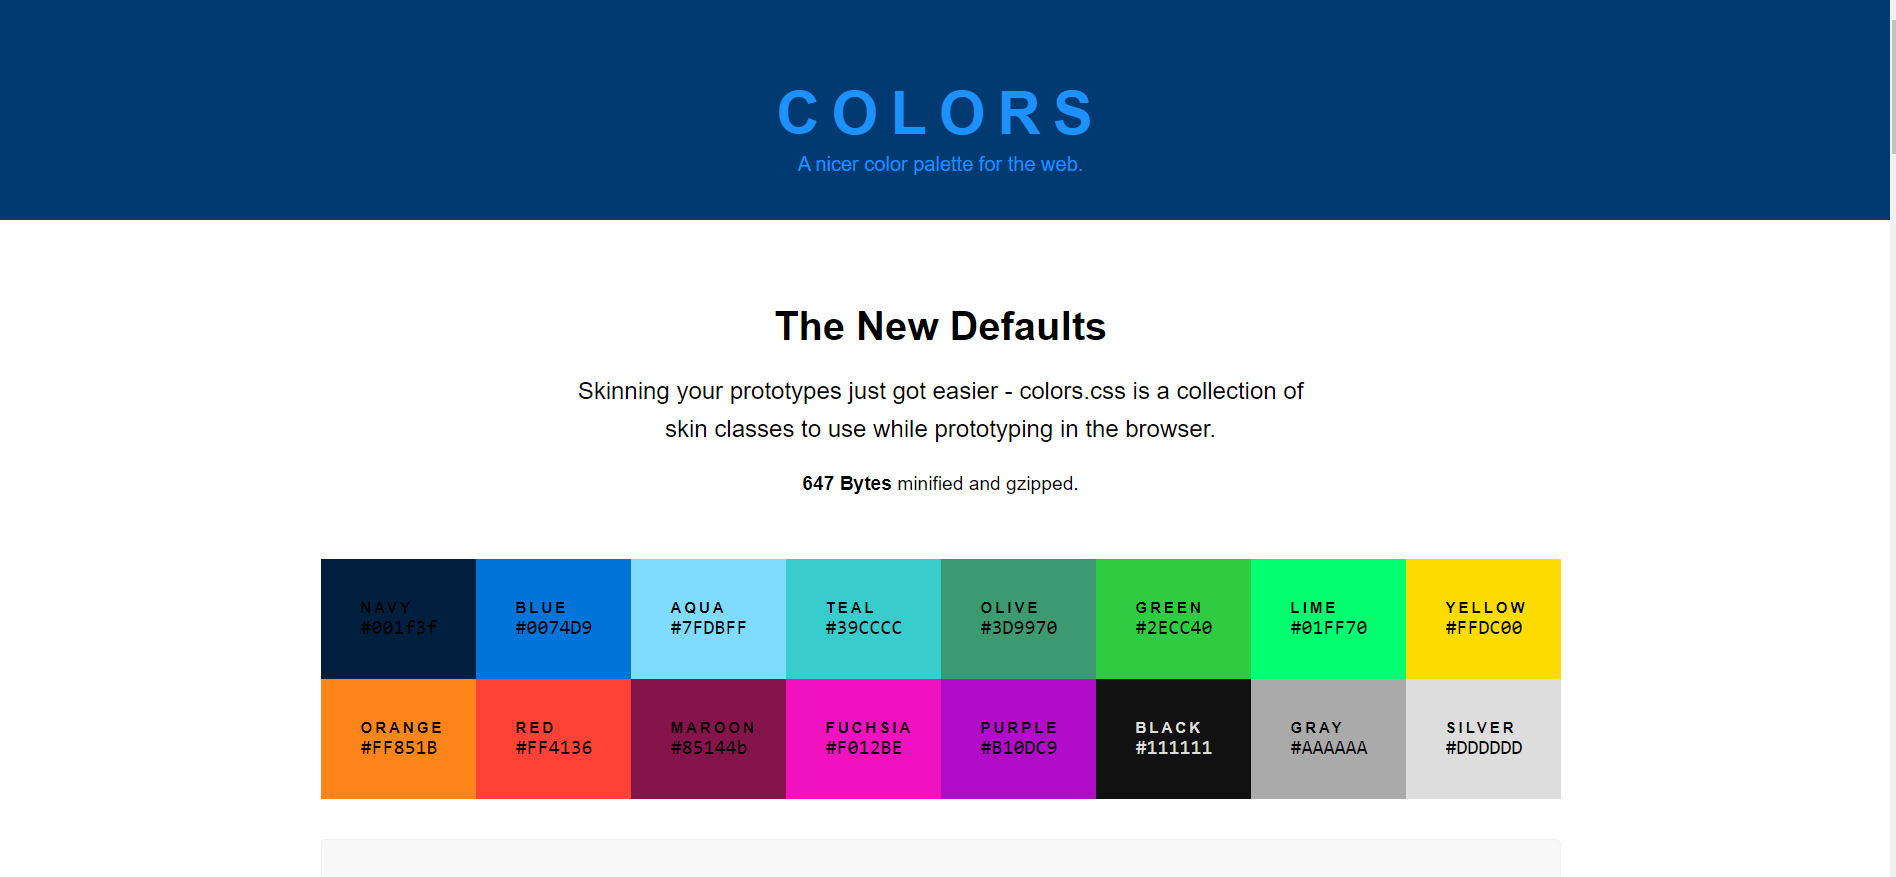 COLORS
A nicer color palette for the web.
The New Defaults
Skinning your prototypes just got easier - colors.css is a collection of
skin classes to use while prototyping in the browser.
647 Bytes minified and gzipped.
NAVY
#001f3f
BLUE
#0074D9
AQUA
#7FDBFF
TEAL
#39CCCC
OLIVE
#3D9970
GREEN
#2ECC40
LIME
#01FF70
YELLOW
#FFDC00
ORANGE
#FF851B
RED
#FF4136
MAROON
#85144b
FUCHSIA
#F012BE
PURPLE
#B10DC9
BLACK
#111111
GRAY
#AAAAAA
SILVER
#DDDDDD